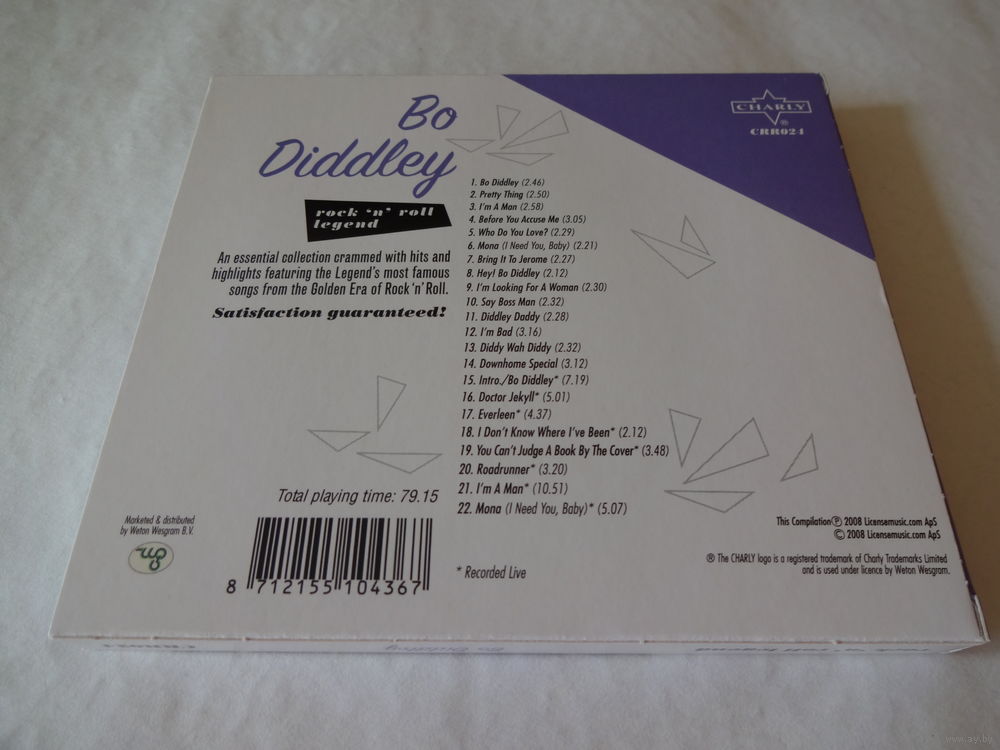 Bo
Diddley
rock 'n' roll
legend
An essential collection crammed with hits and
highlights featuring the Legend's most famous
songs from the Golden Era of Rock 'n' Roll.
Satisfaction guaranteed!
CHARLY
®
CRR024
1. Bo Diddley (2.46)
2. Pretty Thing (2.50)
3. I'm A Man (2.58)
4. Before You Accuse Me (3.05)
5. Who Do You Love? (2.29)
6. Mona (I Need You, Baby) (2.21)
7. Bring It To Jerome (2.27)
8. Hey! Bo Diddley (2.12)
9. I'm Looking For A Woman (2.30)
10. Say Boss Man (2.32)
11. Diddley Daddy (2.28)
12. I'm Bad (3.16)
13. Diddy Wah Diddy (2.32)
14. Downhome Special (3.12)
15. Intro./Bo Diddley* (7.19)
16. Doctor Jekyll* (5.01)
17. Everleen* (4.37)
18. I Don't Know Where I've Been* (2.12)
19. You Can't Judge A Book By The Cover* (3.48)
20. Roadrunner* (3.20)
21. I'm A Man* (10.51)
22. Mona (I Need You, Baby)* (5.07)
Total playing time: 79.15
Marketed & distributed
by Weton Wesgram B.V.
8 712155 104367
* Recorded Live
This Compilation ℗ 2008 Licensemusic.com ApS
© 2008 Licensemusic.com ApS
® The CHARLY logo is a registered trademark of Charly Trademarks Limited
and is used under licence by Weton Wesgram.
Bo Diddley
rock 'n' roll legend
www.ay.by